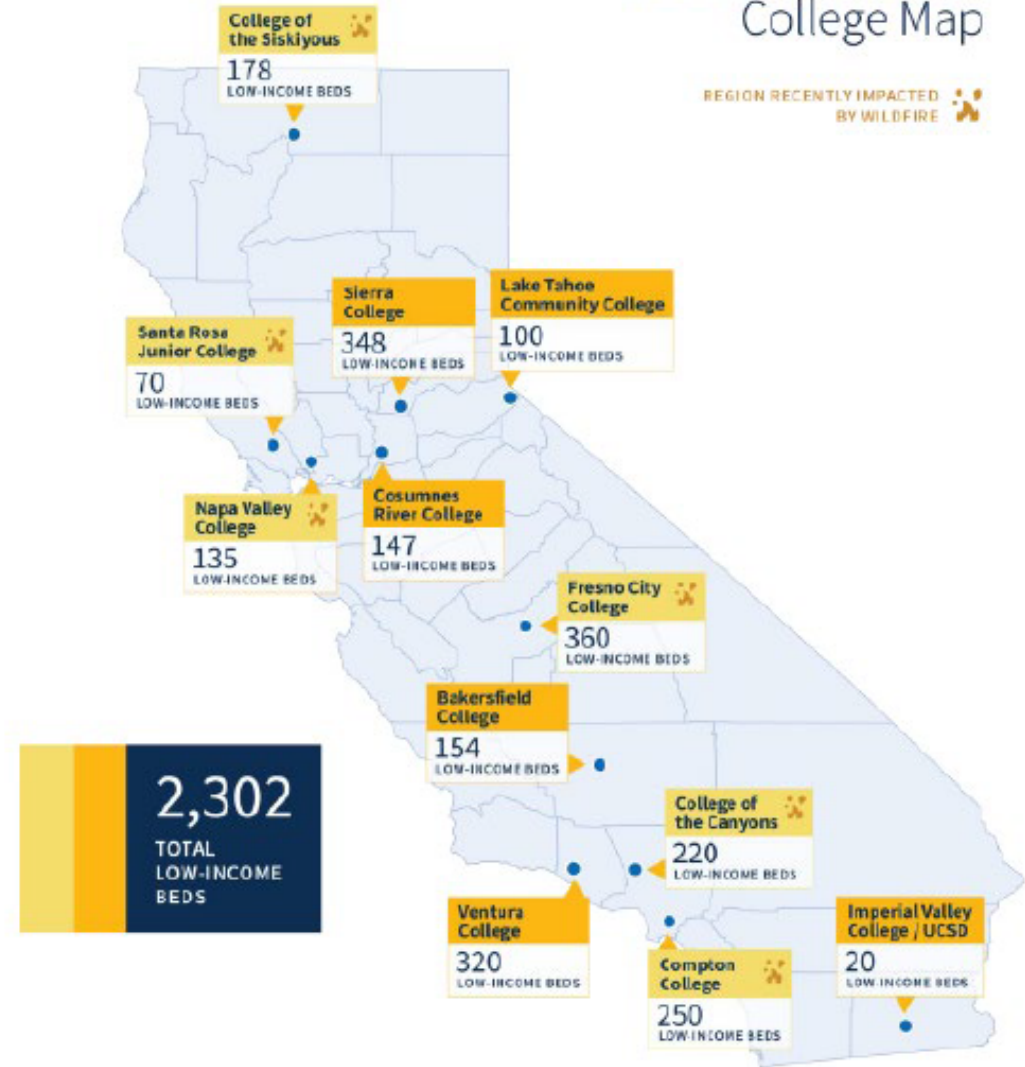 College Map
REGION RECENTLY IMPACTED
BY WILDFIRE
College of
the Siskiyous
178
LOW-INCOME BEDS
Sierra
College
348
LOW-INCOME BEDS
Lake Tahoe
Community College
100
LOW-INCOME BEDS
Santa Rosa
Junior College
70
LOW-INCOME BEDS
Napa Valley
College
135
LOW-INCOME BEDS
Cosumnes
River College
147
LOW-INCOME BEDS
Fresno City
College
360
LOW-INCOME BEDS
Bakersfield
College
154
LOW-INCOME BEDS
2,302
TOTAL
LOW-INCOME
BEDS
College of
the Canyons
220
LOW-INCOME BEDS
Ventura
College
320
LOW-INCOME BEDS
Compton
College
250
LOW-INCOME BEDS
Imperial Valley
College / UCSD
20
LOW-INCOME BEDS